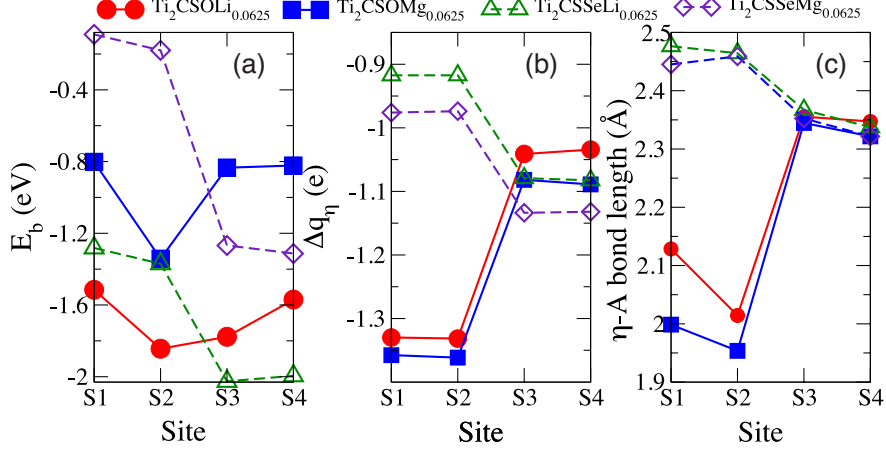 Ti₂CSOLi₀.₀₆₂₅ Ti₂CSOMg₀.₀₆₂₅ Ti₂CSSeLi₀.₀₆₂₅ Ti₂CSSeMg₀.₀₆₂₅
(a) (b) (c)
E_b (eV)
-0.4
-0.8
-1.2
-1.6
-2
S1 S2 S3 S4
Site
Δq_η (e)
-0.9
-1
-1.1
-1.2
-1.3
S1 S2 S3 S4
Site
η-A bond length (Å)
2.5
2.4
2.3
2.2
2.1
2
1.9
S1 S2 S3 S4
Site